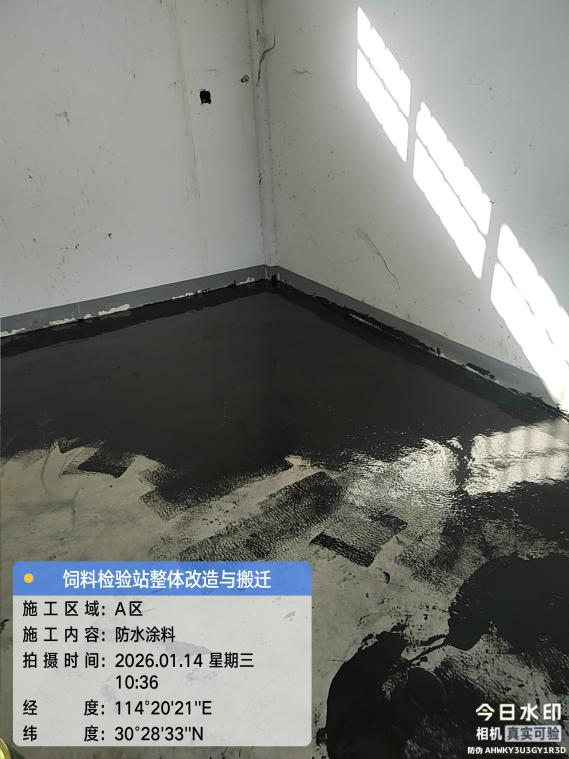 饲料检验站整体改造与搬迁
施工区域：A区
施工内容：防水涂料
拍摄时间：2026.01.14 星期三
10:36
经度：114°20'21"E
纬度：30°28'33"N
今日水印
相机 真实可验
防伪 AHWKY3U3GY1R3D